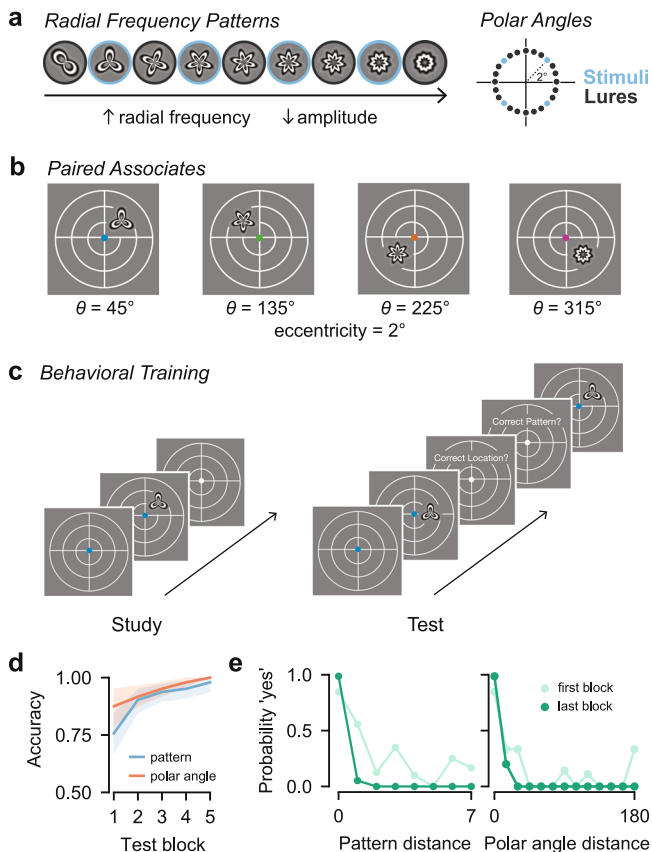 a Radial Frequency Patterns
Polar Angles
2°
Stimuli
Lures
↑ radial frequency ↓ amplitude
b Paired Associates
θ = 45° θ = 135° θ = 225° θ = 315°
eccentricity = 2°
c Behavioral Training
Correct Pattern?
Correct Location?
Study Test
d
1.00
0.75
0.50
Accuracy
pattern
polar angle
1 2 3 4 5
Test block
e
1.0
0.5
0.0
Probability 'yes'
0 7
Pattern distance
first block
last block
0 180
Polar angle distance